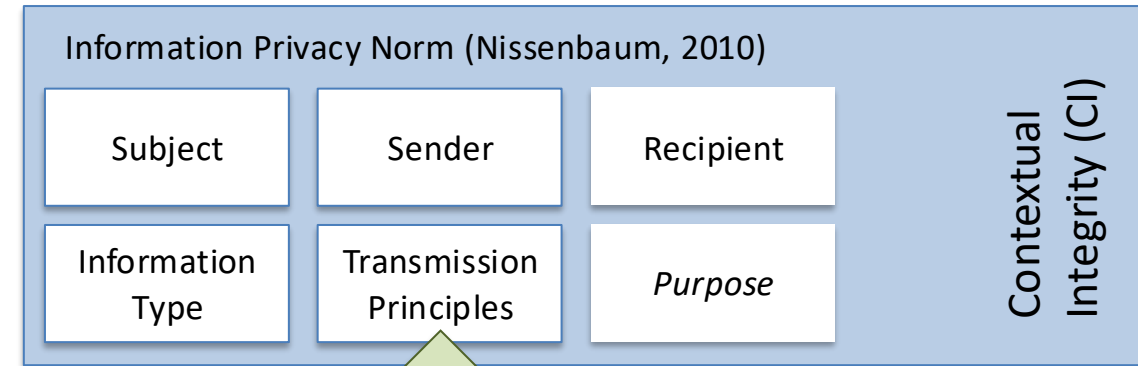 Information Privacy Norm (Nissenbaum, 2010)
Subject
Sender
Recipient
Information
Type
Transmission
Principles
Purpose
Contextual
Integrity (CI)